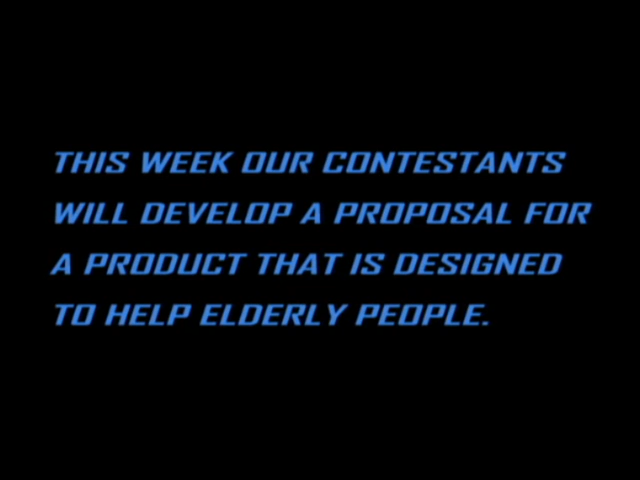 THIS WEEK OUR CONTESTANTS
WILL DEVELOP A PROPOSAL FOR
A PRODUCT THAT IS DESIGNED
TO HELP ELDERLY PEOPLE.